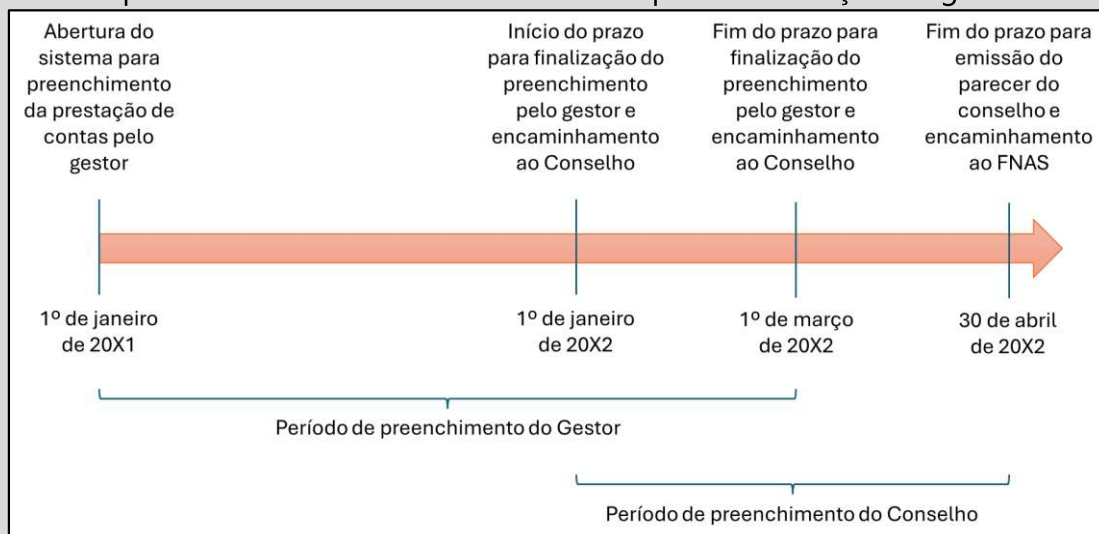 Abertura do
sistema para
preenchimento
da prestação de
contas pelo
gestor
Início do prazo
para finalização do
preenchimento
pelo gestor e
encaminhamento
ao Conselho
Fim do prazo para
finalização do
preenchimento
pelo gestor e
encaminhamento
ao Conselho
Fim do prazo para
emissão do
parecer do
conselho e
encaminhamento
ao FNAS
1º de janeiro
de 20X1
1º de janeiro
de 20X2
1º de março
de 20X2
30 de abril
de 20X2
Período de preenchimento do Gestor
Período de preenchimento do Conselho